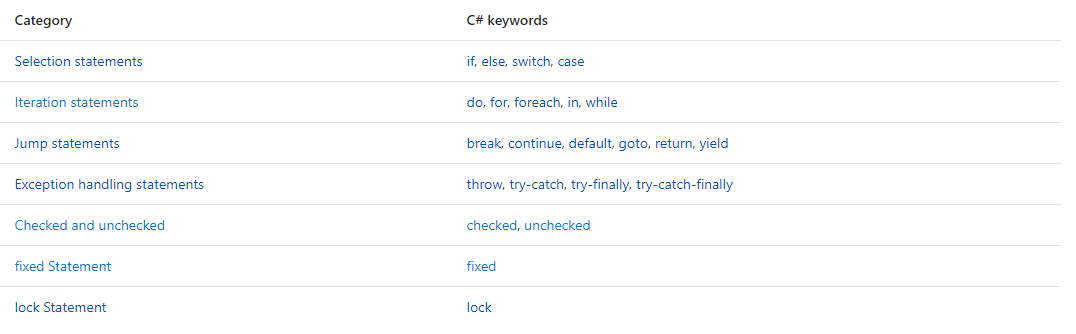 Category C# keywords
Selection statements if, else, switch, case
Iteration statements do, for, foreach, in, while
Jump statements break, continue, default, goto, return, yield
Exception handling statements throw, try-catch, try-finally, try-catch-finally
Checked and unchecked checked, unchecked
fixed Statement fixed
lock Statement lock